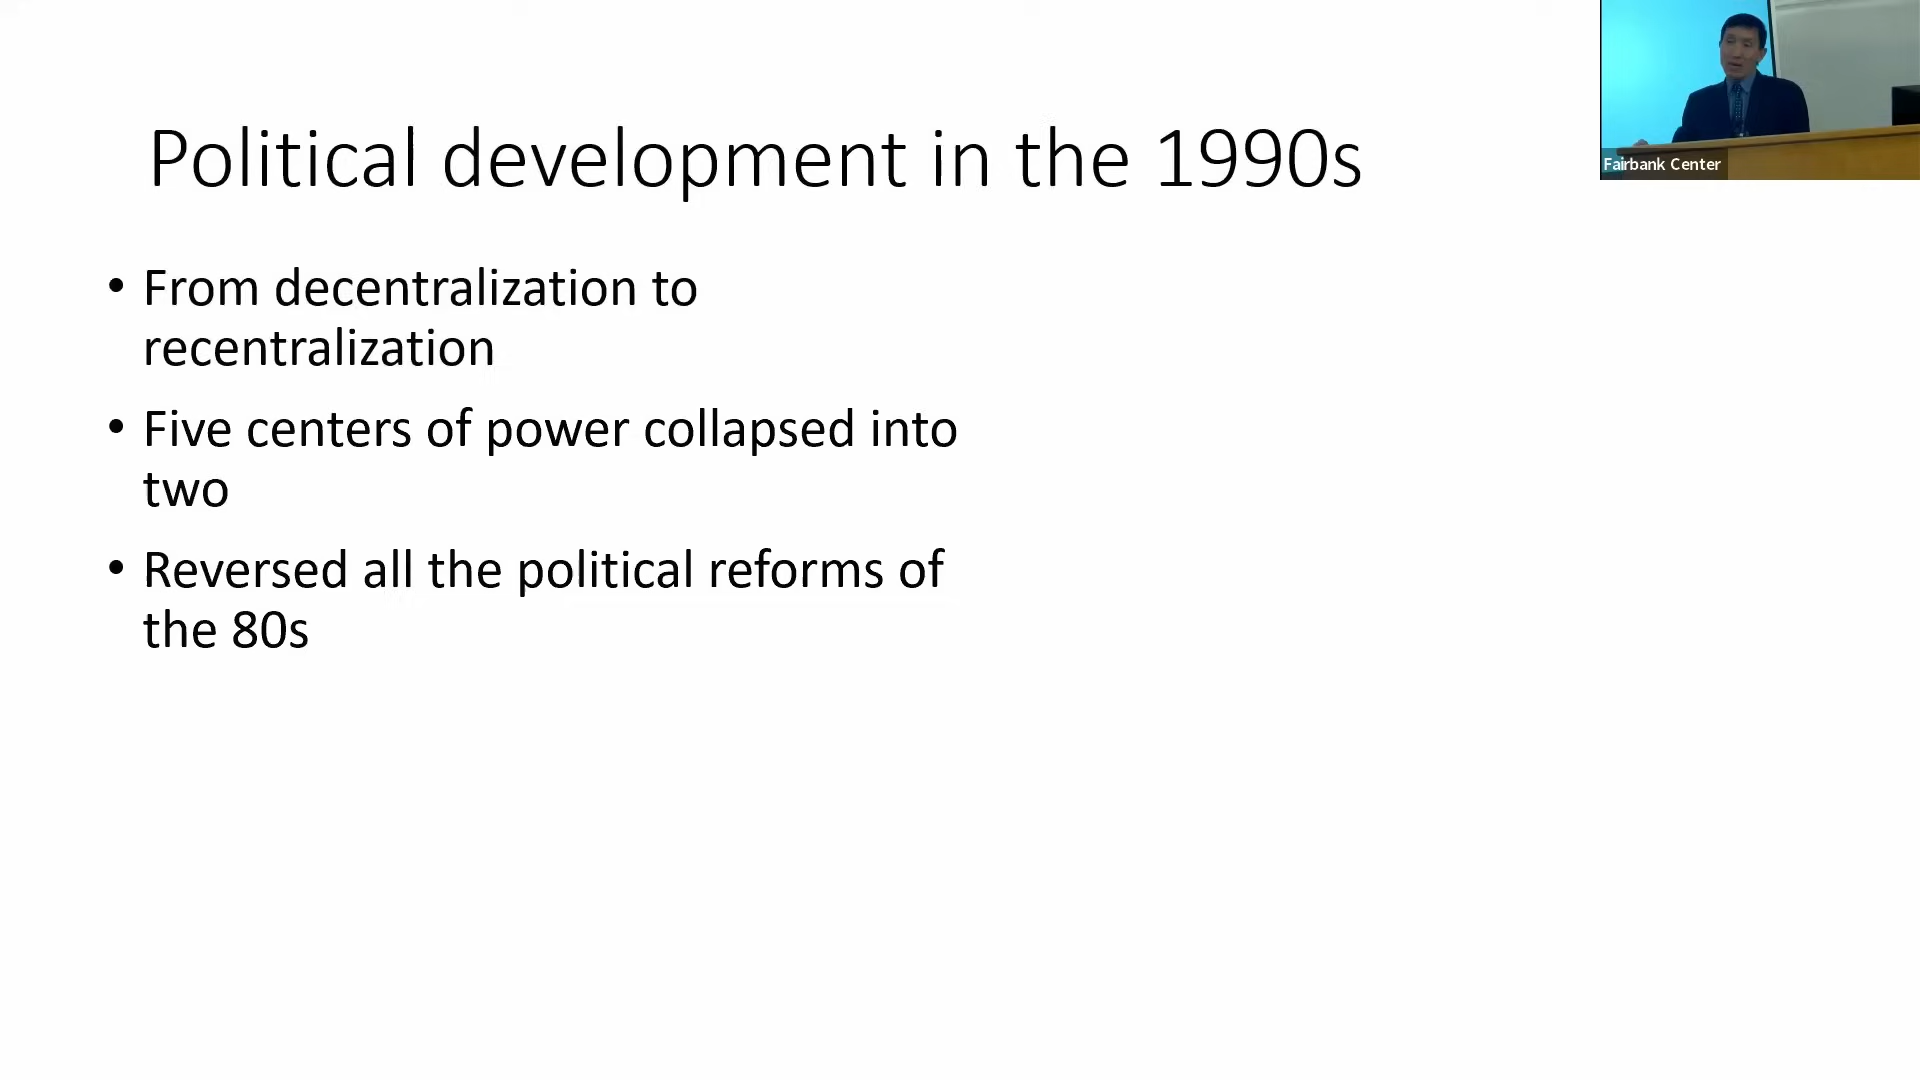 Political development in the 1990s
• From decentralization to
recentralization
• Five centers of power collapsed into
two
• Reversed all the political reforms of
the 80s
Fairbank Center